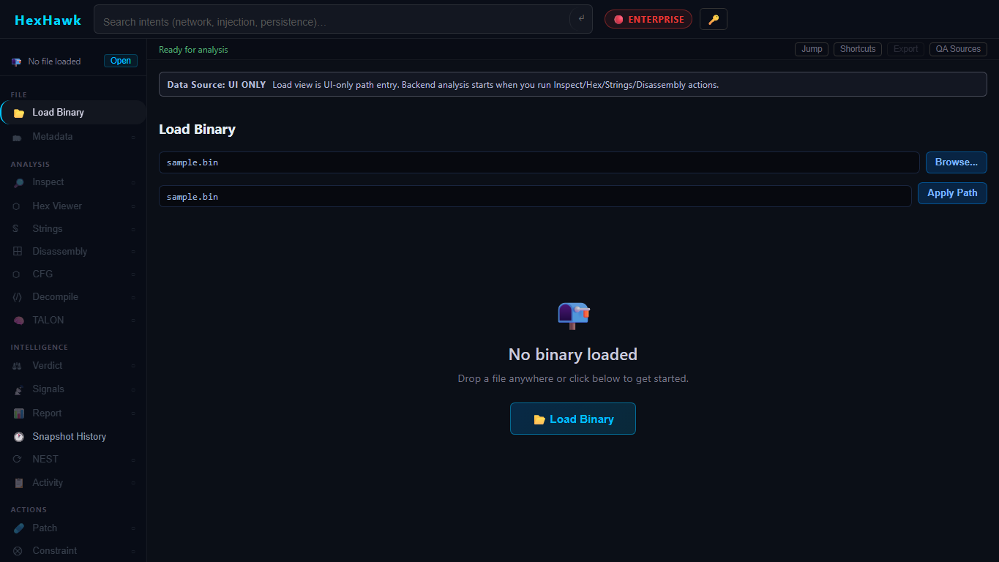 HexHawk
Search intents (network, injection, persistence)…
ENTERPRISE
No file loaded
Open
Ready for analysis
Jump
Shortcuts
Export
QA Sources
Data Source: UI ONLY Load view is UI-only path entry. Backend analysis starts when you run Inspect/Hex/Strings/Disassembly actions.
FILE
Load Binary
Metadata
ANALYSIS
Inspect
Hex Viewer
Strings
Disassembly
CFG
Decompile
TALON
INTELLIGENCE
Verdict
Signals
Report
Snapshot History
NEST
Activity
ACTIONS
Patch
Constraint
Load Binary
sample.bin
Browse...
sample.bin
Apply Path
No binary loaded
Drop a file anywhere or click below to get started.
Load Binary